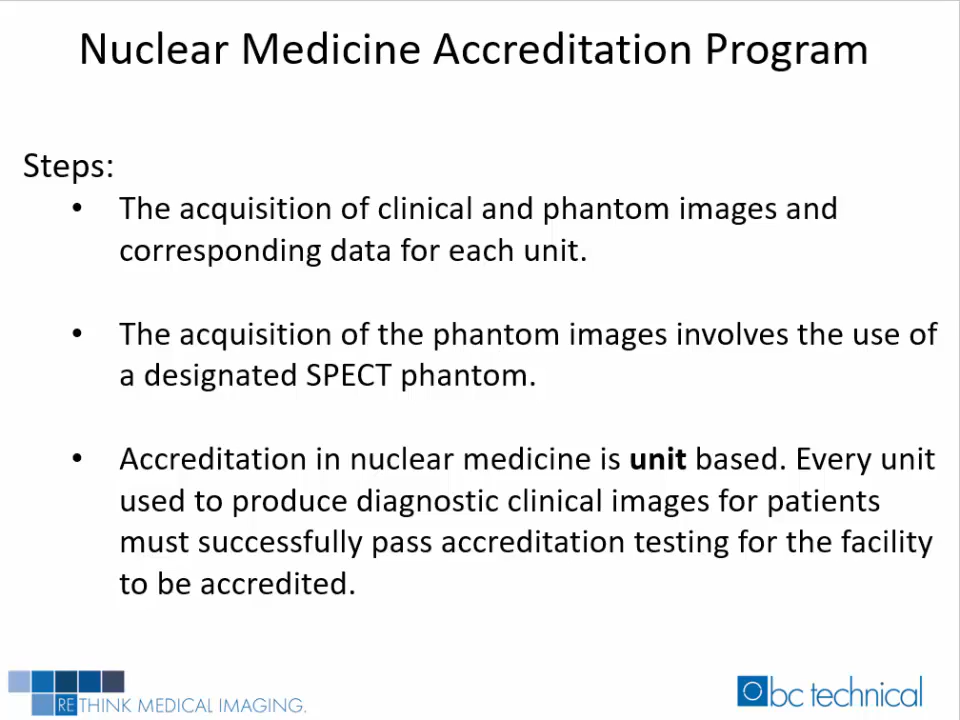 Nuclear Medicine Accreditation Program
Steps:
• The acquisition of clinical and phantom images and
corresponding data for each unit.
• The acquisition of the phantom images involves the use of
a designated SPECT phantom.
• Accreditation in nuclear medicine is unit based. Every unit
used to produce diagnostic clinical images for patients
must successfully pass accreditation testing for the facility
to be accredited.
RETHINK MEDICAL IMAGING.
bc technical